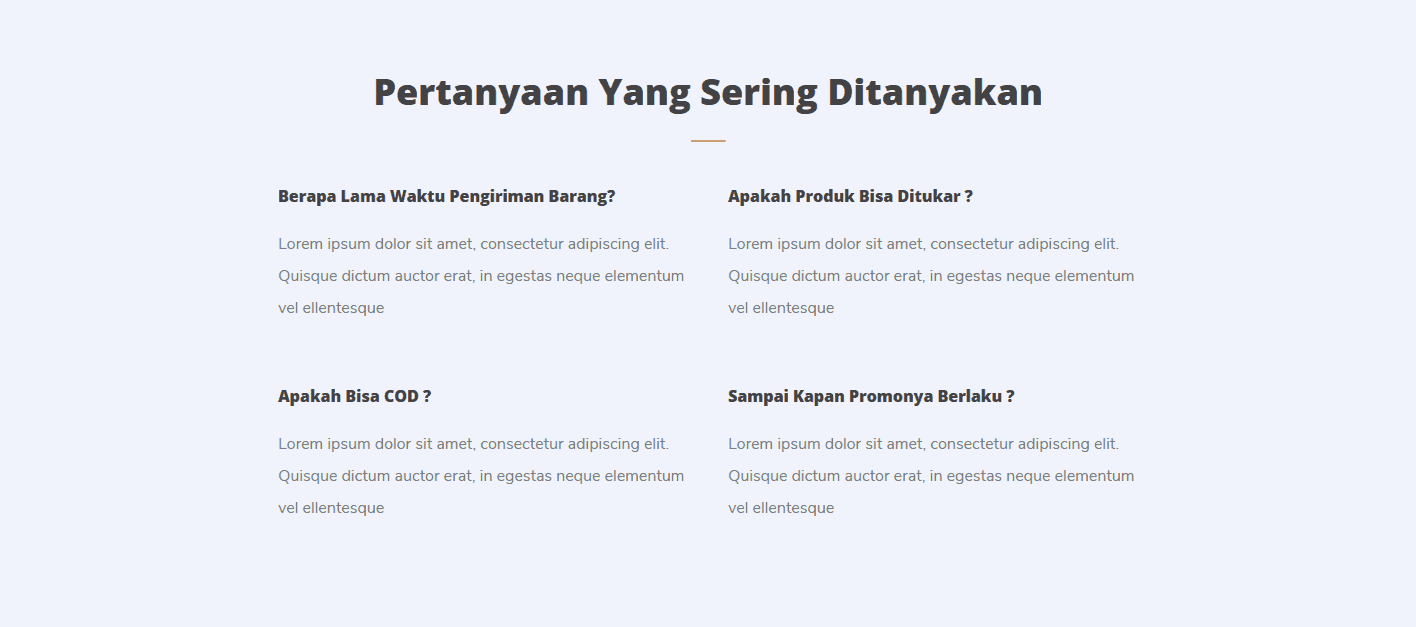 Pertanyaan Yang Sering Ditanyakan
Berapa Lama Waktu Pengiriman Barang?
Lorem ipsum dolor sit amet, consectetur adipiscing elit.
Quisque dictum auctor erat, in egestas neque elementum
vel ellentesque
Apakah Produk Bisa Ditukar ?
Lorem ipsum dolor sit amet, consectetur adipiscing elit.
Quisque dictum auctor erat, in egestas neque elementum
vel ellentesque
Apakah Bisa COD ?
Lorem ipsum dolor sit amet, consectetur adipiscing elit.
Quisque dictum auctor erat, in egestas neque elementum
vel ellentesque
Sampai Kapan Promonya Berlaku ?
Lorem ipsum dolor sit amet, consectetur adipiscing elit.
Quisque dictum auctor erat, in egestas neque elementum
vel ellentesque